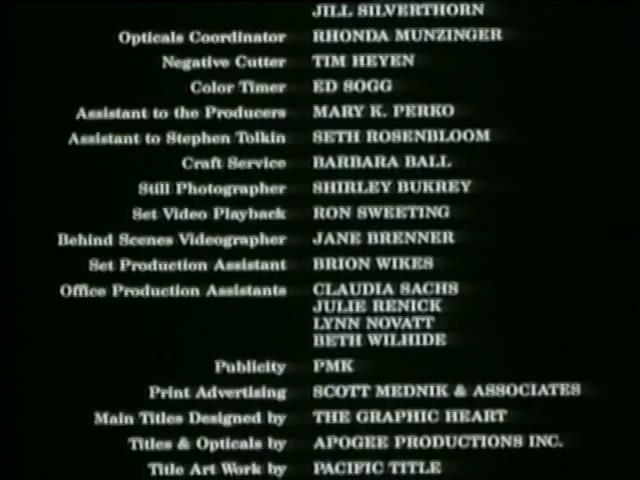 JILL SILVERTHORN
Opticals Coordinator RHONDA MUNZINGER
Negative Cutter TIM HEYEN
Color Timer ED SOGG
Assistant to the Producers MARY K. PERKO
Assistant to Stephen Tolkin SETH ROSENBLOOM
Craft Service BARBARA BALL
Still Photographer SHIRLEY BUKREY
Set Video Playback RON SWEETING
Behind Scenes Videographer JANE BRENNER
Set Production Assistant BRION WIKES
Office Production Assistants CLAUDIA SACHS
JULIE RENICK
LYNN NOVATT
BETH WILHIDE
Publicity PMK
Print Advertising SCOTT MEDNIK & ASSOCIATES
Main Titles Designed by THE GRAPHIC HEART
Titles & Opticals by APOGEE PRODUCTIONS INC.
Title Art Work by PACIFIC TITLE